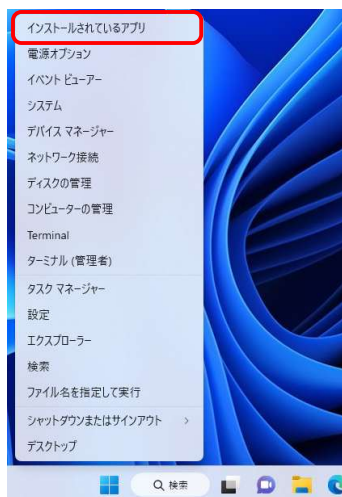 インストールされているアプリ
電源オプション
イベント ビューアー
システム
デバイス マネージャー
ネットワーク接続
ディスクの管理
コンピューターの管理
Terminal
ターミナル (管理者)
タスク マネージャー
設定
エクスプローラー
検索
ファイル名を指定して実行
シャットダウンまたはサインアウト
デスクトップ
検索